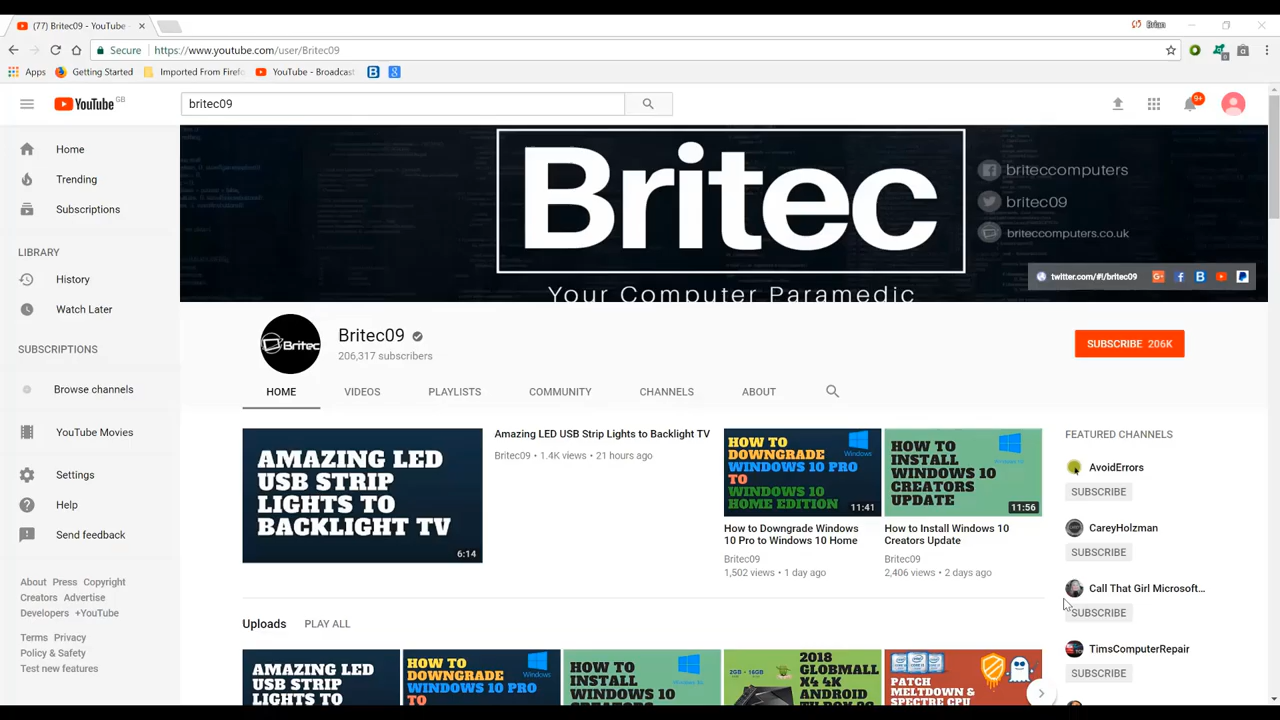 (77) Britec09 - YouTube
Brian
Secure
https://www.youtube.com/user/Britec09
Apps
Getting Started
Imported From Firefo
YouTube - Broadcast
YouTube GB
britec09
9+
Home
Trending
Subscriptions
LIBRARY
History
Watch Later
SUBSCRIPTIONS
Browse channels
YouTube Movies
Settings
Help
Send feedback
About Press Copyright
Creators Advertise
Developers +YouTube
Terms Privacy
Policy & Safety
Test new features
Britec
Your Computer Paramedic
briteccomputers
britec09
briteccomputers.co.uk
twitter.com/#!/britec09
Britec
Britec09
206,317 subscribers
SUBSCRIBE 206K
HOME
VIDEOS
PLAYLISTS
COMMUNITY
CHANNELS
ABOUT
AMAZING LED
USB STRIP
LIGHTS TO
BACKLIGHT TV
6:14
Amazing LED USB Strip Lights to Backlight TV
Britec09 • 1.4K views • 21 hours ago
HOW TO
DOWNGRADE
WINDOWS 10 PRO
TO
WINDOWS 10
HOME EDITION
Windows
11:41
How to Downgrade Windows
10 Pro to Windows 10 Home
Britec09
1,502 views • 1 day ago
HOW TO
INSTALL
WINDOWS 10
CREATORS
UPDATE
11:56
How to Install Windows 10
Creators Update
Britec09
2,406 views • 2 days ago
FEATURED CHANNELS
AvoidErrors
SUBSCRIBE
CareyHolzman
SUBSCRIBE
Call That Girl Microsoft...
SUBSCRIBE
TimsComputerRepair
SUBSCRIBE
Uploads
PLAY ALL
AMAZING LED
USB STRIP
LIGHTS TO
HOW TO
DOWNGRADE
WINDOWS 10 PRO
TO
Windows
HOW TO
INSTALL
WINDOWS 10
2GB - 16GB
2018
GLOBMALL
X4 4K
ANDROID
PATCH
MELTDOWN &
SPECTRE CPU